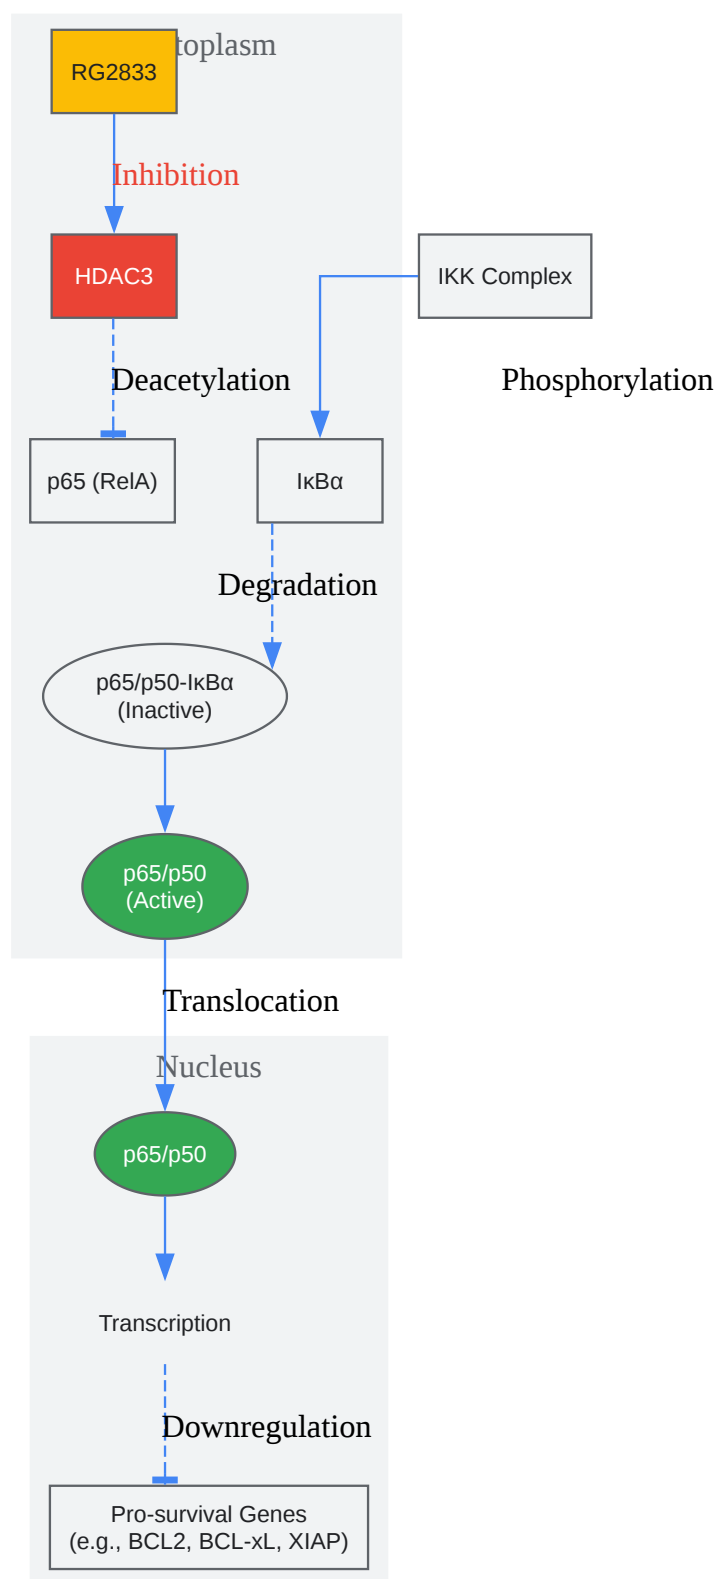 toplasm
RG2833
Inhibition
HDAC3
IKK Complex
Deacetylation
Phosphorylation
p65 (RelA)
IκBα
Degradation
p65/p50-IκBα
(Inactive)
p65/p50
(Active)
Translocation
Nucleus
p65/p50
Transcription
Downregulation
Pro-survival Genes
(e.g., BCL2, BCL-xL, XIAP)